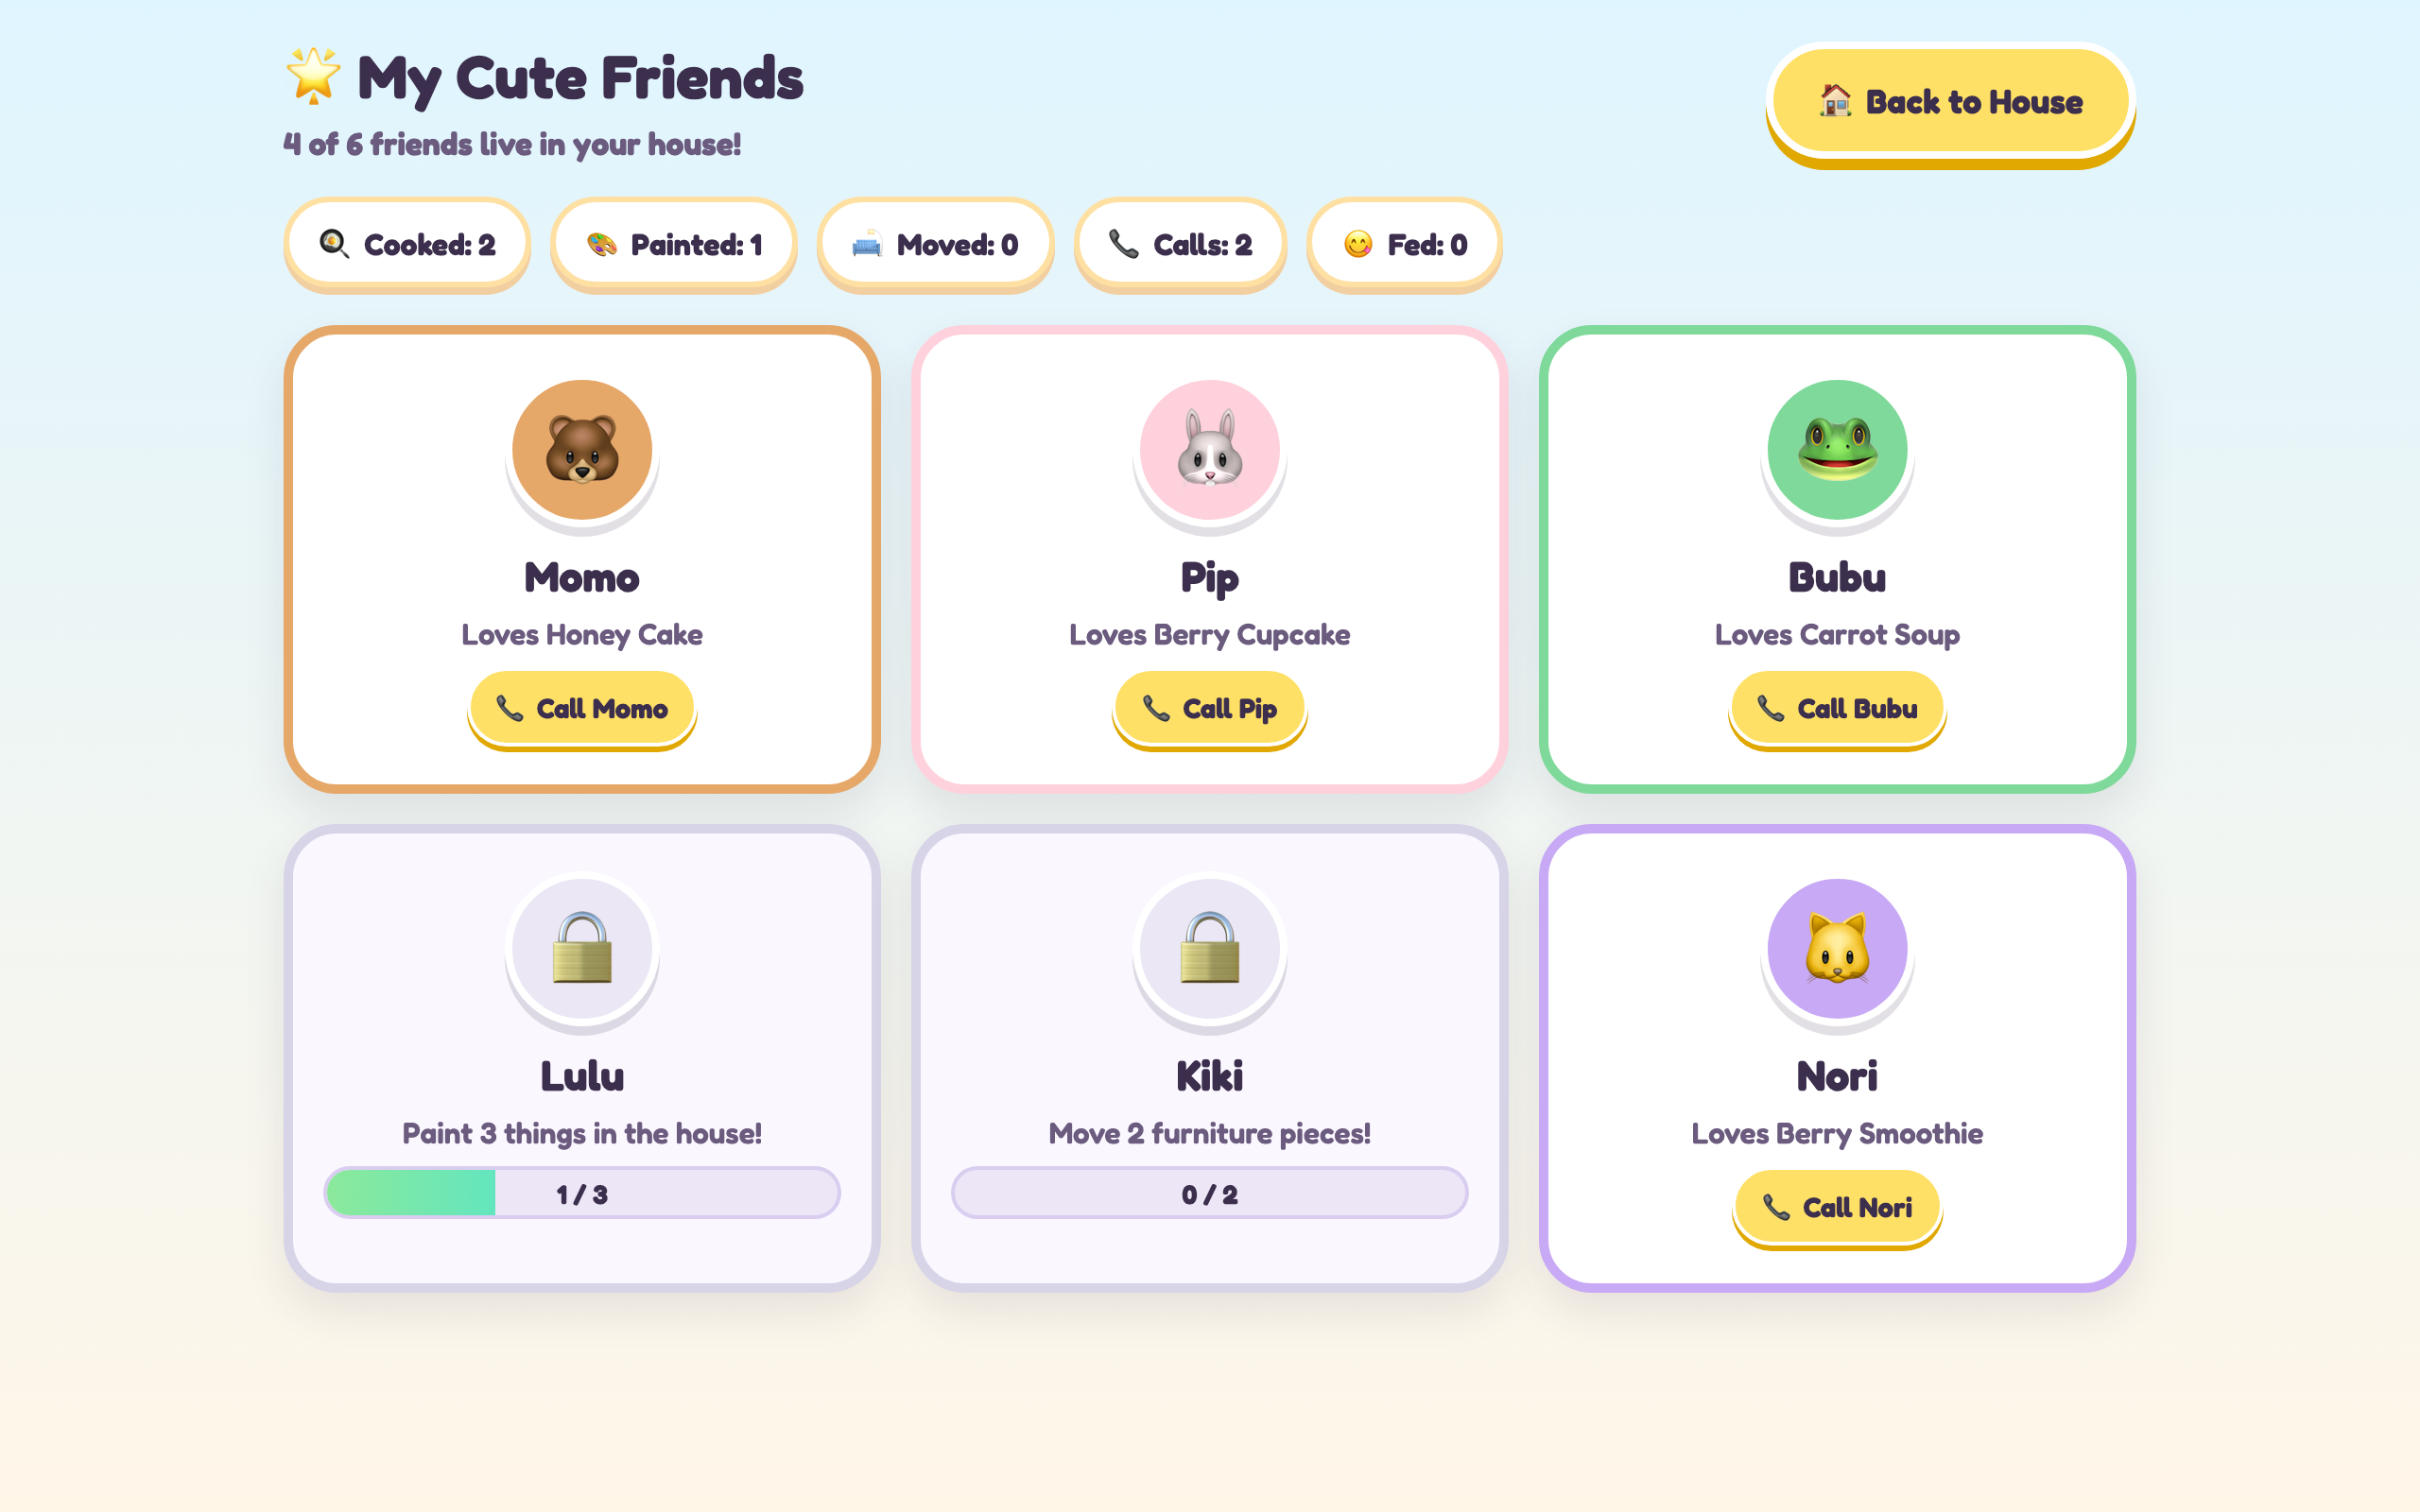 My Cute Friends
Back to House
4 of 6 friends live in your house!
Cooked: 2
Painted: 1
Moved: 0
Calls: 2
Fed: 0
Momo
Loves Honey Cake
Call Momo
Pip
Loves Berry Cupcake
Call Pip
Bubu
Loves Carrot Soup
Call Bubu
Lulu
Paint 3 things in the house!
1 / 3
Kiki
Move 2 furniture pieces!
0 / 2
Nori
Loves Berry Smoothie
Call Nori